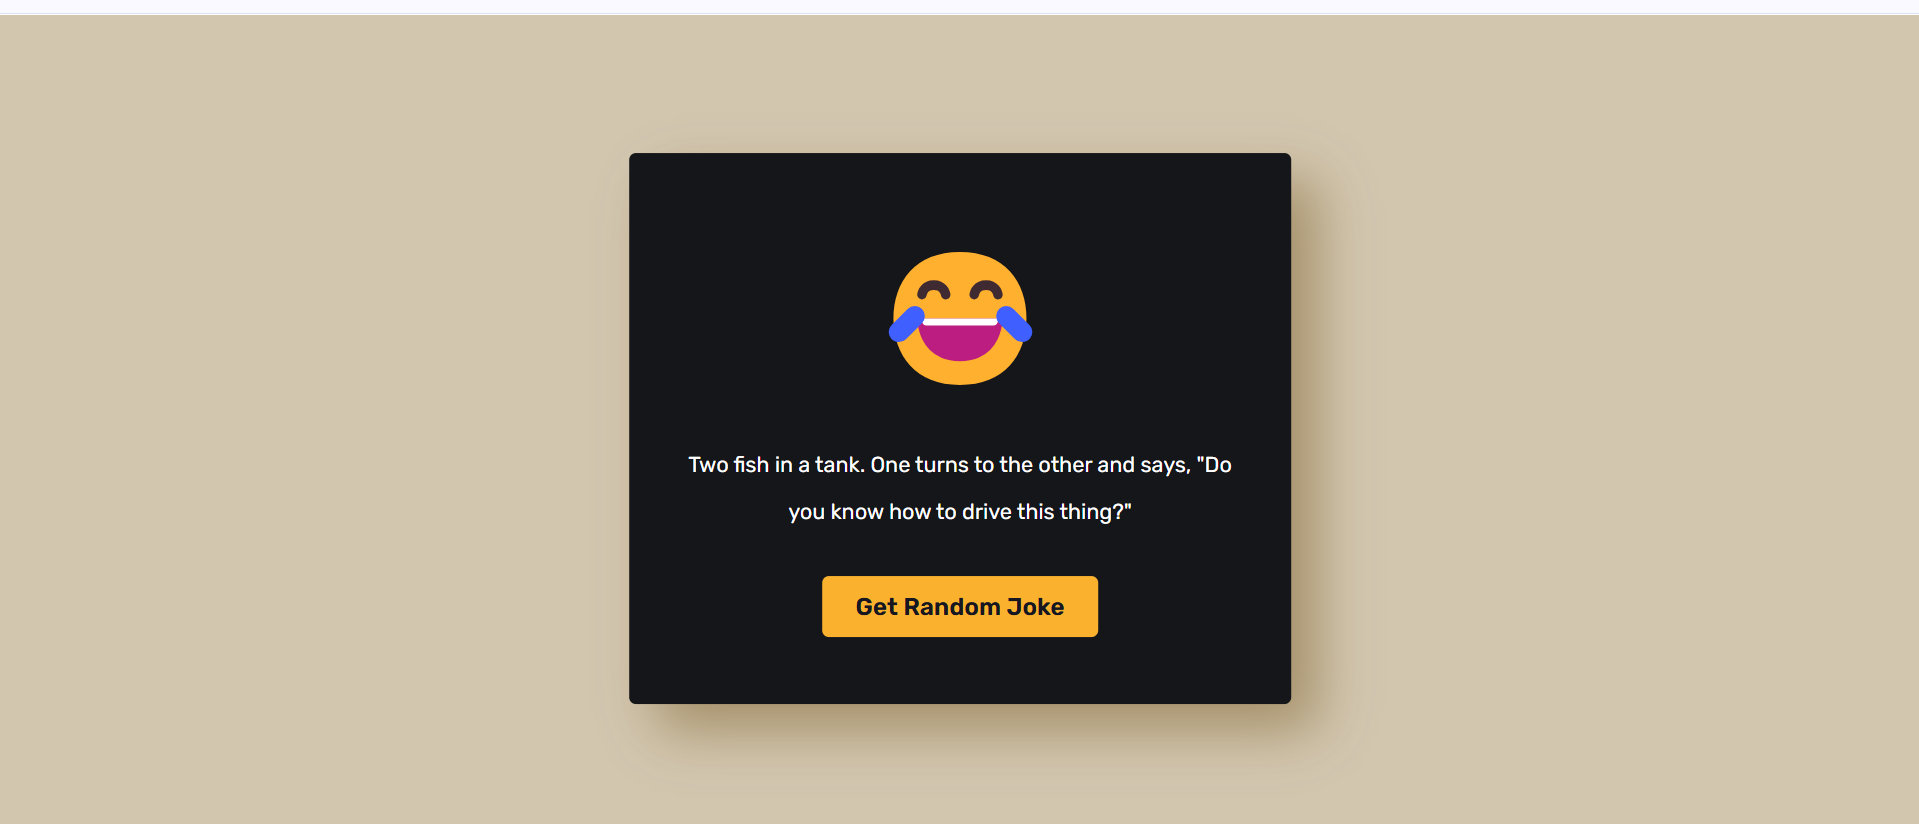 Two fish in a tank. One turns to the other and says, "Do
you know how to drive this thing?"
Get Random Joke